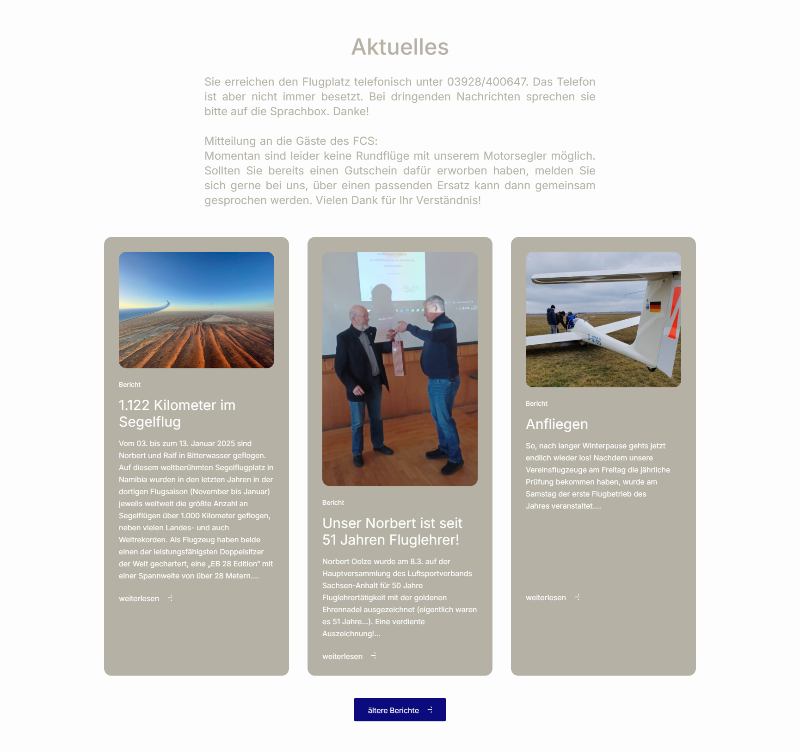 Aktuelles
Sie erreichen den Flugplatz telefonisch unter 03928/400647. Das Telefon
ist aber nicht immer besetzt. Bei dringenden Nachrichten sprechen sie
bitte auf die Sprachbox. Danke!
Mitteilung an die Gäste des FCS:
Momentan sind leider keine Rundflüge mit unserem Motorsegler möglich.
Sollten Sie bereits einen Gutschein dafür erworben haben, melden Sie
sich gerne bei uns, über einen passenden Ersatz kann dann gemeinsam
gesprochen werden. Vielen Dank für Ihr Verständnis!
Bericht
1.122 Kilometer im
Segelflug
Vom 03. bis zum 13. Januar 2025 sind
Norbert und Ralf in Bitterwasser geflogen.
Auf diesem weltberühmten Segelflugplatz in
Namibia wurden in den letzten Jahren in der
dortigen Flugsaison (November bis Januar)
jeweils weltweit die größte Anzahl an
Segelflügen über 1.000 Kilometer geflogen,
neben vielen Landes- und auch
Weltrekorden. Als Flugzeug haben beide
einen der leistungsfähigsten Doppelsitzer
der Welt gechartert, eine „EB 28 Edition“ mit
einer Spannweite von über 28 Metern....
weiterlesen
Bericht
Unser Norbert ist seit
51 Jahren Fluglehrer!
Norbert Oelze wurde am 8.3. auf der
Hauptversammlung des Luftsportverbands
Sachsen-Anhalt für 50 Jahre
Fluglehrertätigkeit mit der goldenen
Ehrennadel ausgezeichnet (eigentlich waren
es 51 Jahre...). Eine verdiente
Auszeichnung!...
weiterlesen
Bericht
Anfliegen
So, nach langer Winterpause gehts jetzt
endlich wieder los! Nachdem unsere
Vereinsflugzeuge am Freitag die jährliche
Prüfung bekommen haben, wurde am
Samstag der erste Flugbetrieb des
Jahres veranstaltet....
weiterlesen
ältere Berichte